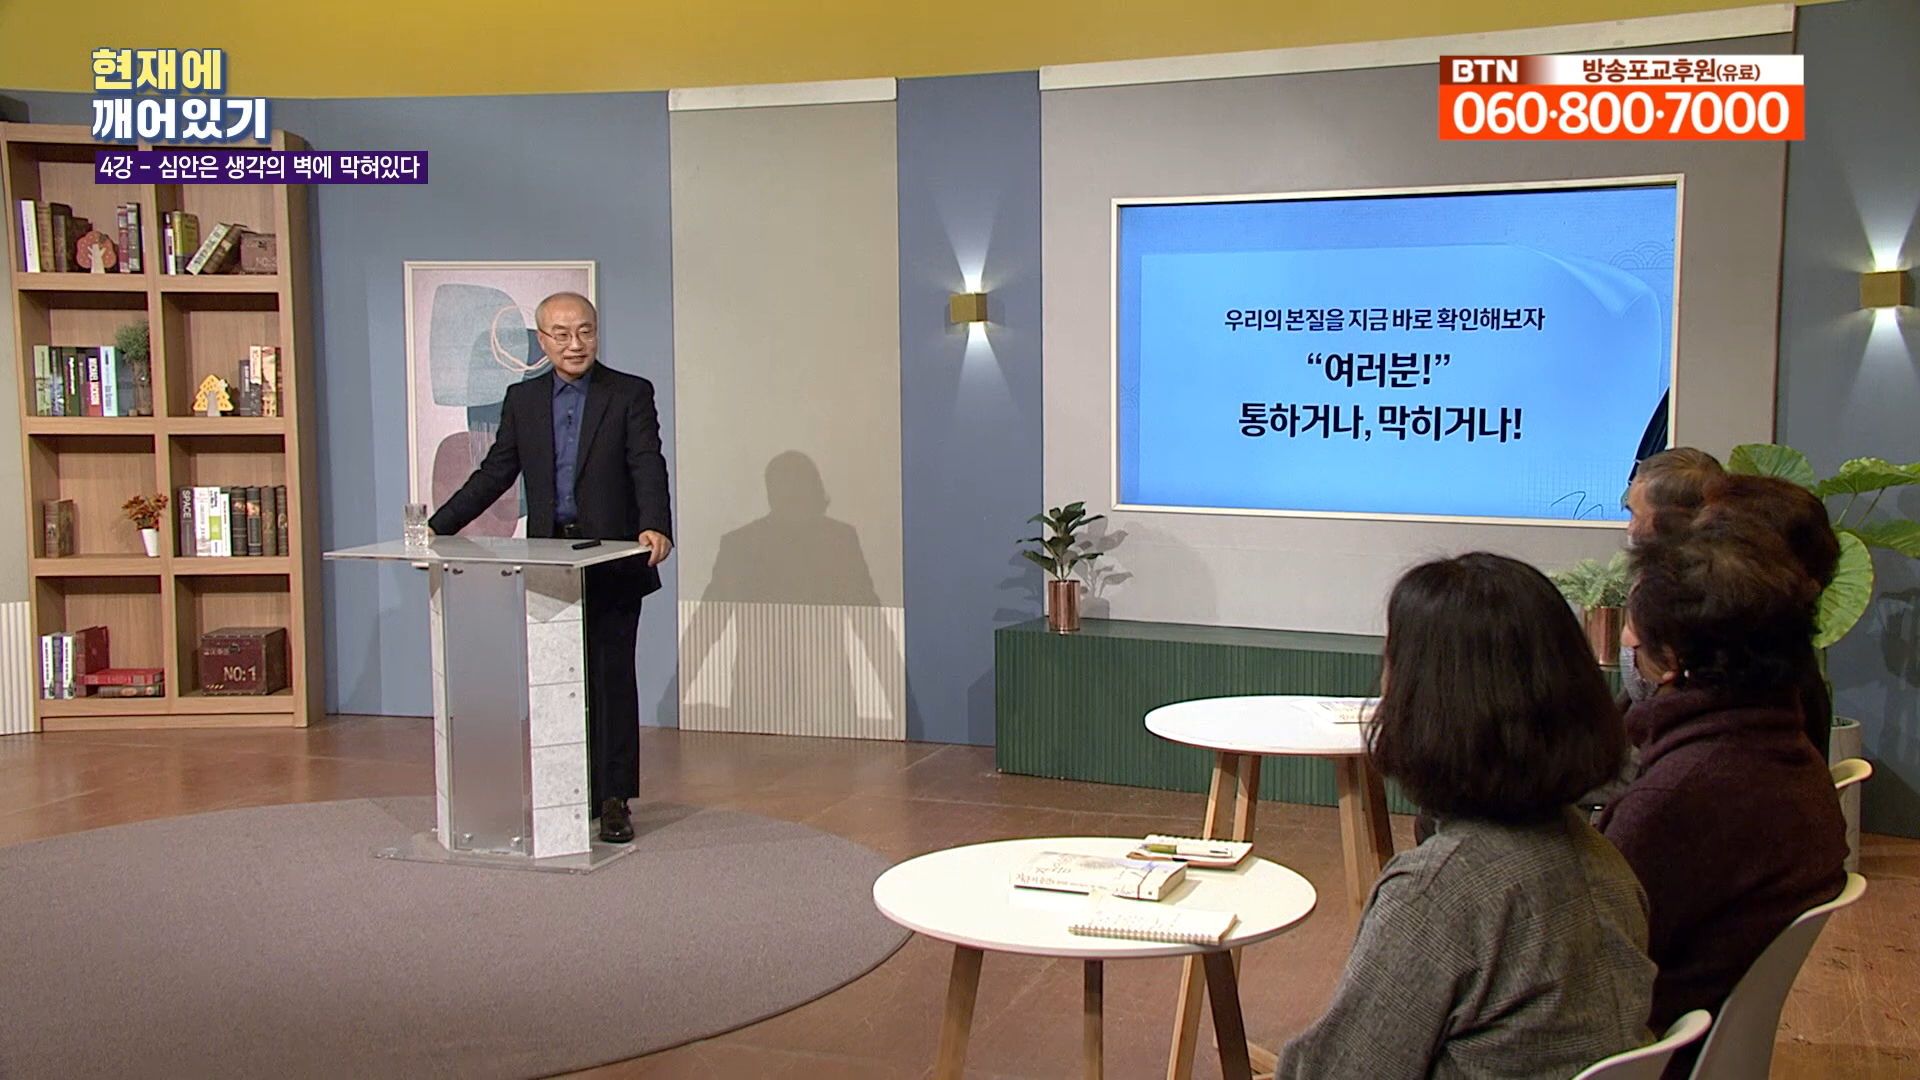 현재에
깨어있기
4강 - 심안은 생각의 벽에 막혀있다
BTN 방송포교후원(유료)
060·800·7000
우리의 본질을 지금 바로 확인해보자
“여러분!”
통하거나, 막히거나!
SPACE
NO:1